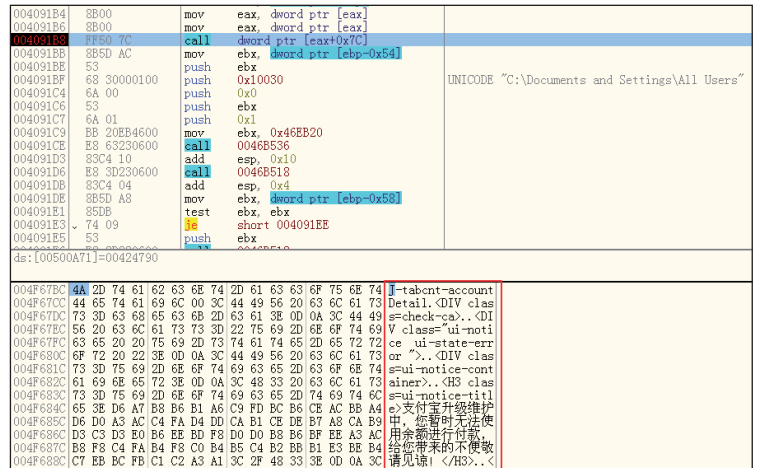 004091B4 8B00 mov eax, dword ptr [eax]
004091B6 8B00 mov eax, dword ptr [eax]
004091B8 FF50 7C call dword ptr [eax+0x7C]
004091BB 8B5D AC mov ebx, dword ptr [ebp-0x54]
004091BE 53 push ebx
004091BF 68 30000100 push 0x10030 UNICODE "C:\Documents and Settings\All Users"
004091C4 6A 00 push 0x0
004091C6 53 push ebx
004091C7 6A 01 push 0x1
004091C9 BB 20EB4600 mov ebx, 0x46EB20
004091CE E8 63230600 call 0046B536
004091D3 83C4 10 add esp, 0x10
004091D6 E8 3D230600 call 0046B518
004091DB 83C4 04 add esp, 0x4
004091DE 8B5D A8 mov ebx, dword ptr [ebp-0x58]
004091E1 85DB test ebx, ebx
004091E3 74 09 je short 004091EE
004091E5 53 push ebx
ds:[00500A71]=00424790
004F67BC 4A 2D 74 61 62 63 6E 74 2D 61 63 63 6F 75 6E 74 J-tabcnt-account
004F67CC 44 65 74 61 69 6C 00 3C 44 49 56 20 63 6C 61 73 Detail.<DIV clas
004F67DC 73 3D 63 68 65 63 6B 2D 63 61 3E 0D 0A 3C 44 49 s=check-ca>..<DI
004F67EC 56 20 63 6C 61 73 73 3D 22 75 69 2D 6E 6F 74 69 V class="ui-noti
004F67FC 63 65 20 20 75 69 2D 73 74 61 74 65 2D 65 72 72 ce  ui-state-err
004F680C 6F 72 20 22 3E 0D 0A 3C 44 49 56 20 63 6C 61 73 or ">..<DIV clas
004F681C 73 3D 75 69 2D 6E 6F 74 69 63 65 2D 63 6F 6E 74 s=ui-notice-cont
004F682C 61 69 6E 65 72 3E 0D 0A 3C 48 33 20 63 6C 61 73 ainer>..<H3 clas
004F683C 73 3D 75 69 2D 6E 6F 74 69 63 65 2D 74 69 74 6C s=ui-notice-titl
004F684C 65 3E D6 A7 B8 B6 B1 A6 C9 FD BC B6 CE AC BB A4 e>支付宝升级维护
004F685C D6 D0 A3 AC C4 FA D4 DD CA B1 CE DE B7 A8 CA B9 中，您暂时无法使
004F686C D3 C3 D3 E0 B6 EE BD F8 D0 D0 B8 B6 BF EE A3 AC 用余额进行付款，
004F687C B8 F8 C4 FA B4 F8 C0 B4 B5 C4 B2 BB B1 E3 BE B4 给您带来的不便敬
004F688C C7 EB BC FB C1 C2 A3 A1 3C 2F 48 33 3E 0D 0A 3C 请见谅！</H3>..<